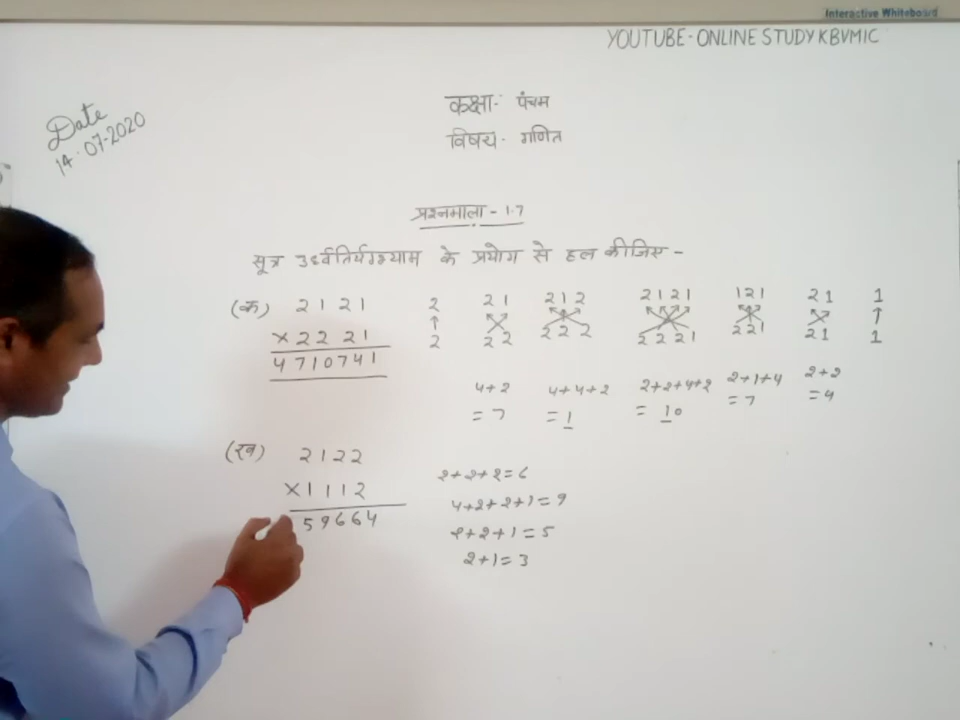 Interactive Whiteboard
YOUTUBE-ONLINE STUDY KBVMIC
Date
14-07-2020
कक्षा:- पंचम
विषय- गणित
प्रश्नमाला - 1.7
सूत्र उर्ध्वतिर्यग्भ्याम के प्रयोग से हल कीजिए -
(क) 2121 2 21 212 2121 121 21 1
×2221 2 22 222 2221 221 21 1
4710741
4+2 4+4+2 2+2+4+2 2+1+4 2+2
=7 =1 =10 =7 =4
(ख) 2122
×1112
59664
2+2+2=6
4+2+2+1=9
2+2+1=5
2+1=3